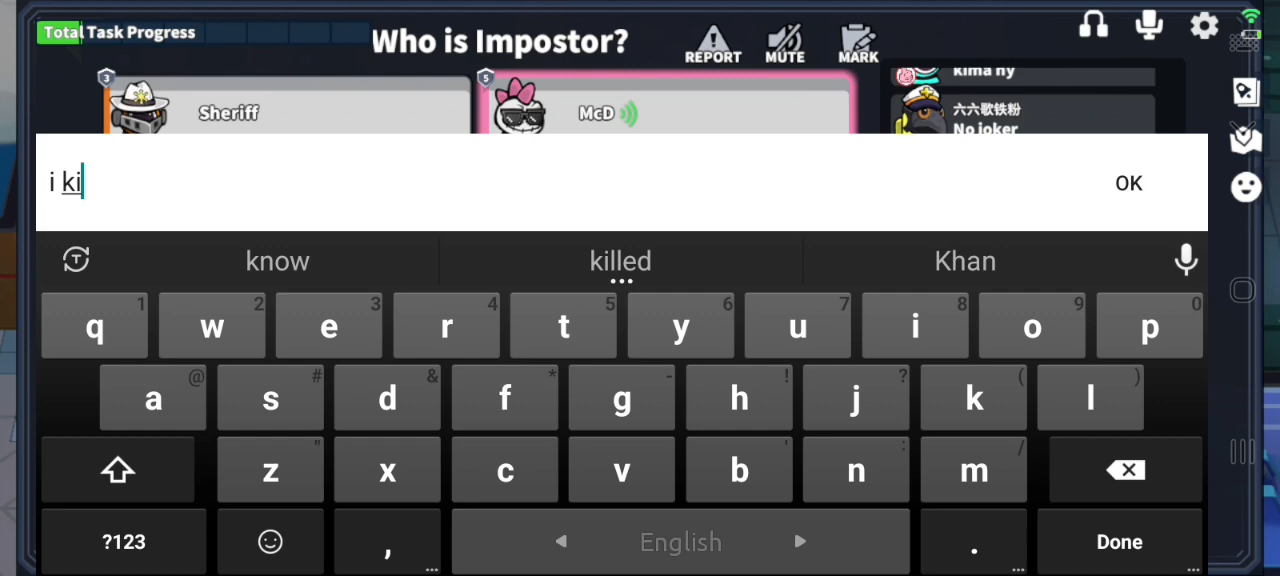 Total Task Progress
Who is Impostor?
REPORT
MUTE
MARK
3
Sheriff
5
McD
kima ny
六六歌铁粉
No joker
i ki
OK
know
killed
Khan
q 1 w 2 e 3 r 4 t 5 y 6 u 7 i 8 o 9 p 0
a @ s # d & f * g - h ! j ? k ( l )
z " x c v b ' n : m /
?123 , English . Done